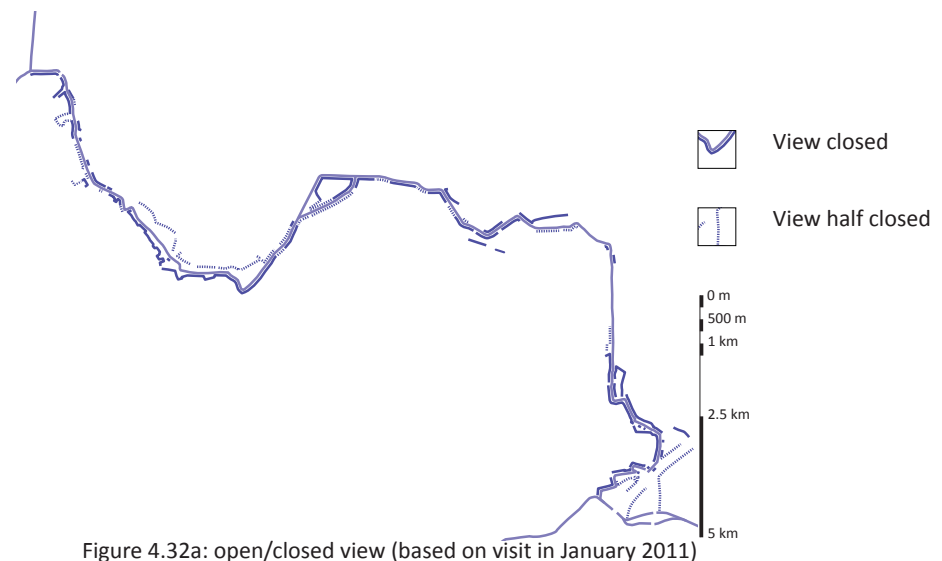 View closed
View half closed
0 m
500 m
1 km
2.5 km
5 km
Figure 4.32a: open/closed view (based on visit in January 2011)